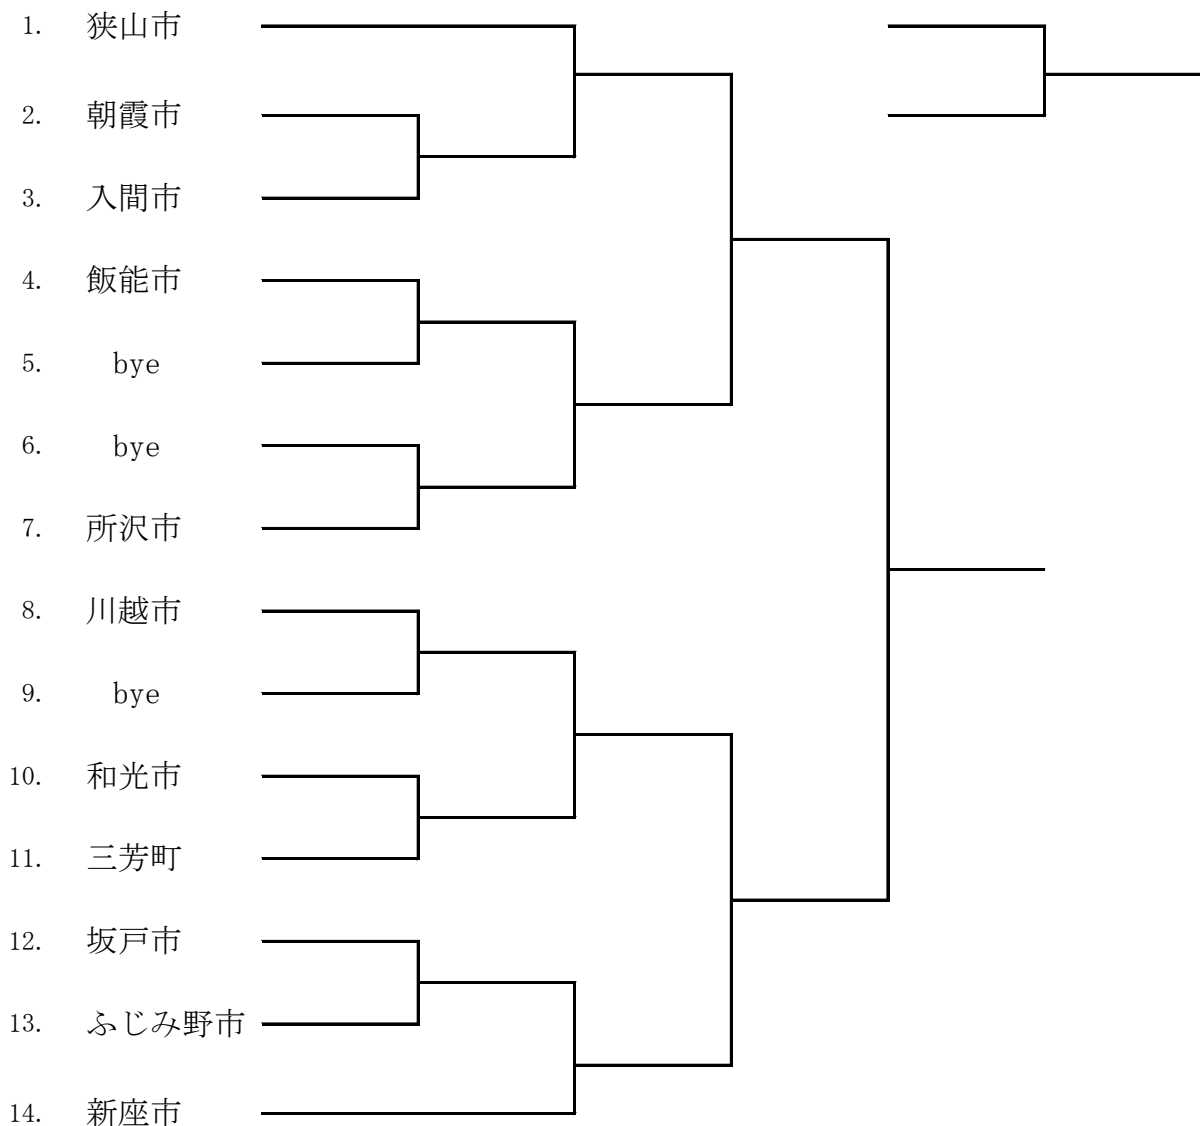 1. 狭山市
2. 朝霞市
3. 入間市
4. 飯能市
5. bye
6. bye
7. 所沢市
8. 川越市
9. bye
10. 和光市
11. 三芳町
12. 坂戸市
13. ふじみ野市
14. 新座市